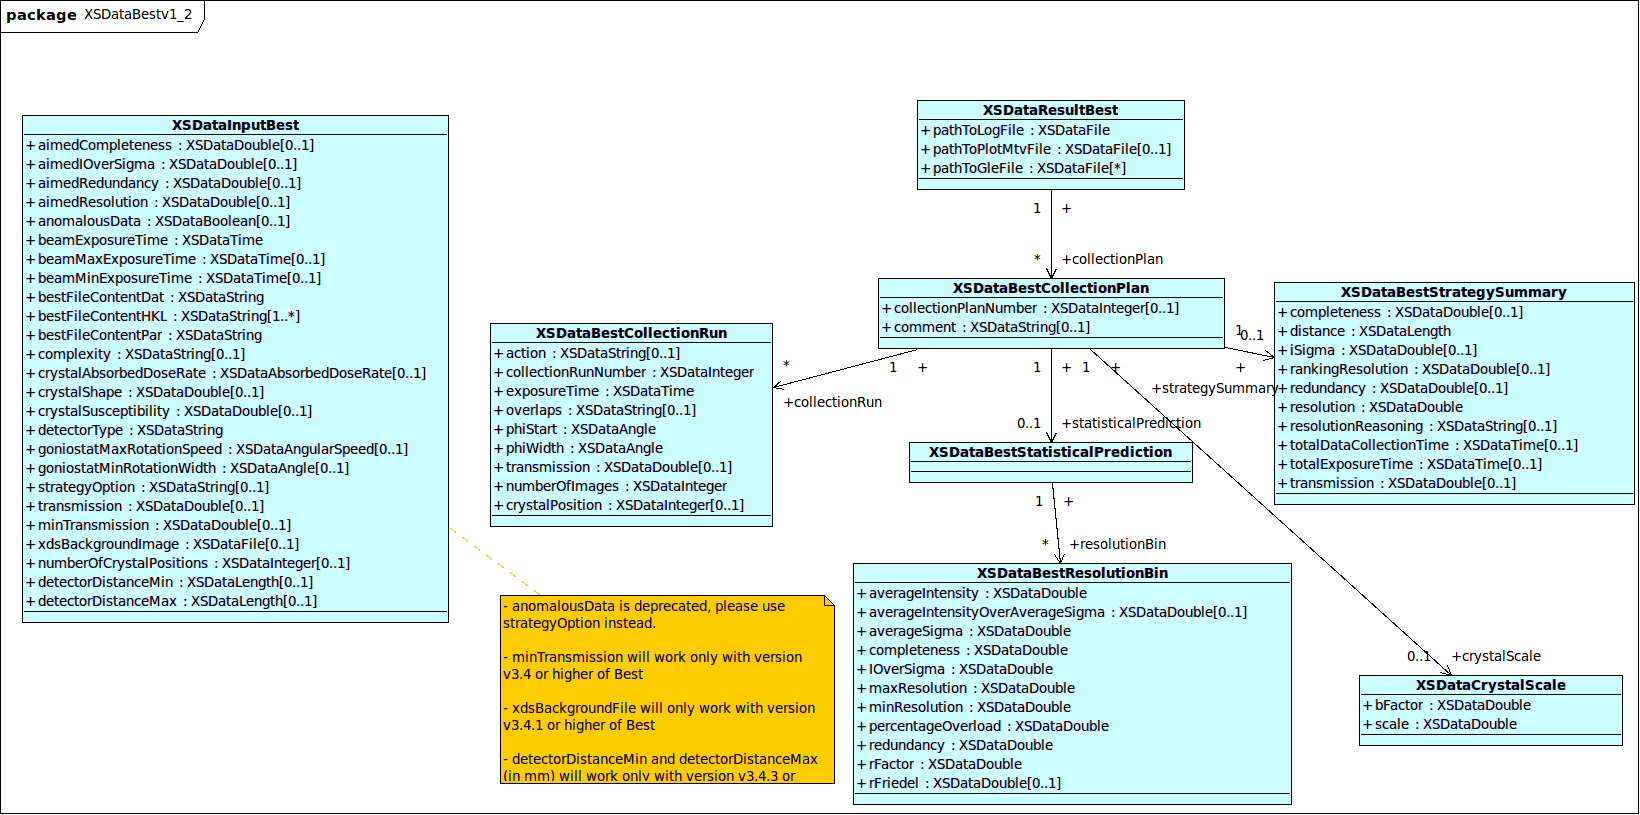 package XSDataBestv1_2
XSDataInputBest
+ aimedCompleteness : XSDataDouble[0..1]
+ aimedIOverSigma : XSDataDouble[0..1]
+ aimedRedundancy : XSDataDouble[0..1]
+ aimedResolution : XSDataDouble[0..1]
+ anomalousData : XSDataBoolean[0..1]
+ beamExposureTime : XSDataTime
+ beamMaxExposureTime : XSDataTime[0..1]
+ beamMinExposureTime : XSDataTime[0..1]
+ bestFileContentDat : XSDataString
+ bestFileContentHKL : XSDataString[1..*]
+ bestFileContentPar : XSDataString
+ complexity : XSDataString[0..1]
+ crystalAbsorbedDoseRate : XSDataAbsorbedDoseRate[0..1]
+ crystalShape : XSDataDouble[0..1]
+ crystalSusceptibility : XSDataDouble[0..1]
+ detectorType : XSDataString
+ goniostatMaxRotationSpeed : XSDataAngularSpeed[0..1]
+ goniostatMinRotationWidth : XSDataAngle[0..1]
+ strategyOption : XSDataString[0..1]
+ transmission : XSDataDouble[0..1]
+ minTransmission : XSDataDouble[0..1]
+ xdsBackgroundImage : XSDataFile[0..1]
+ numberOfCrystalPositions : XSDataInteger[0..1]
+ detectorDistanceMin : XSDataLength[0..1]
+ detectorDistanceMax : XSDataLength[0..1]
- anomalousData is deprecated, please use
strategyOption instead.
- minTransmission will work only with version
v3.4 or higher of Best
- xdsBackgroundFile will only work with version
v3.4.1 or higher of Best
- detectorDistanceMin and detectorDistanceMax
(in mm) will work only with version v3.4.3 or
XSDataResultBest
+ pathToLogFile : XSDataFile
+ pathToPlotMtvFile : XSDataFile[0..1]
+ pathToGleFile : XSDataFile[*]
1 +
* +collectionPlan
XSDataBestCollectionPlan
+ collectionPlanNumber : XSDataInteger[0..1]
+ comment : XSDataString[0..1]
1 +
*
+collectionRun
XSDataBestCollectionRun
+ action : XSDataString[0..1]
+ collectionRunNumber : XSDataInteger
+ exposureTime : XSDataTime
+ overlaps : XSDataString[0..1]
+ phiStart : XSDataAngle
+ phiWidth : XSDataAngle
+ transmission : XSDataDouble[0..1]
+ numberOfImages : XSDataInteger
+ crystalPosition : XSDataInteger[0..1]
1 +
0..1 +statisticalPrediction
XSDataBestStatisticalPrediction
1 +
* +resolutionBin
XSDataBestResolutionBin
+ averageIntensity : XSDataDouble
+ averageIntensityOverAverageSigma : XSDataDouble[0..1]
+ averageSigma : XSDataDouble
+ completeness : XSDataDouble
+ IOverSigma : XSDataDouble
+ maxResolution : XSDataDouble
+ minResolution : XSDataDouble
+ percentageOverload : XSDataDouble
+ redundancy : XSDataDouble
+ rFactor : XSDataDouble
+ rFriedel : XSDataDouble[0..1]
1
0..1
+
+strategySummary
XSDataBestStrategySummary
+ completeness : XSDataDouble[0..1]
+ distance : XSDataLength
+ iSigma : XSDataDouble[0..1]
+ rankingResolution : XSDataDouble[0..1]
+ redundancy : XSDataDouble[0..1]
+ resolution : XSDataDouble
+ resolutionReasoning : XSDataString[0..1]
+ totalDataCollectionTime : XSDataTime[0..1]
+ totalExposureTime : XSDataTime[0..1]
+ transmission : XSDataDouble[0..1]
1 +
0..1 +crystalScale
XSDataCrystalScale
+ bFactor : XSDataDouble
+ scale : XSDataDouble